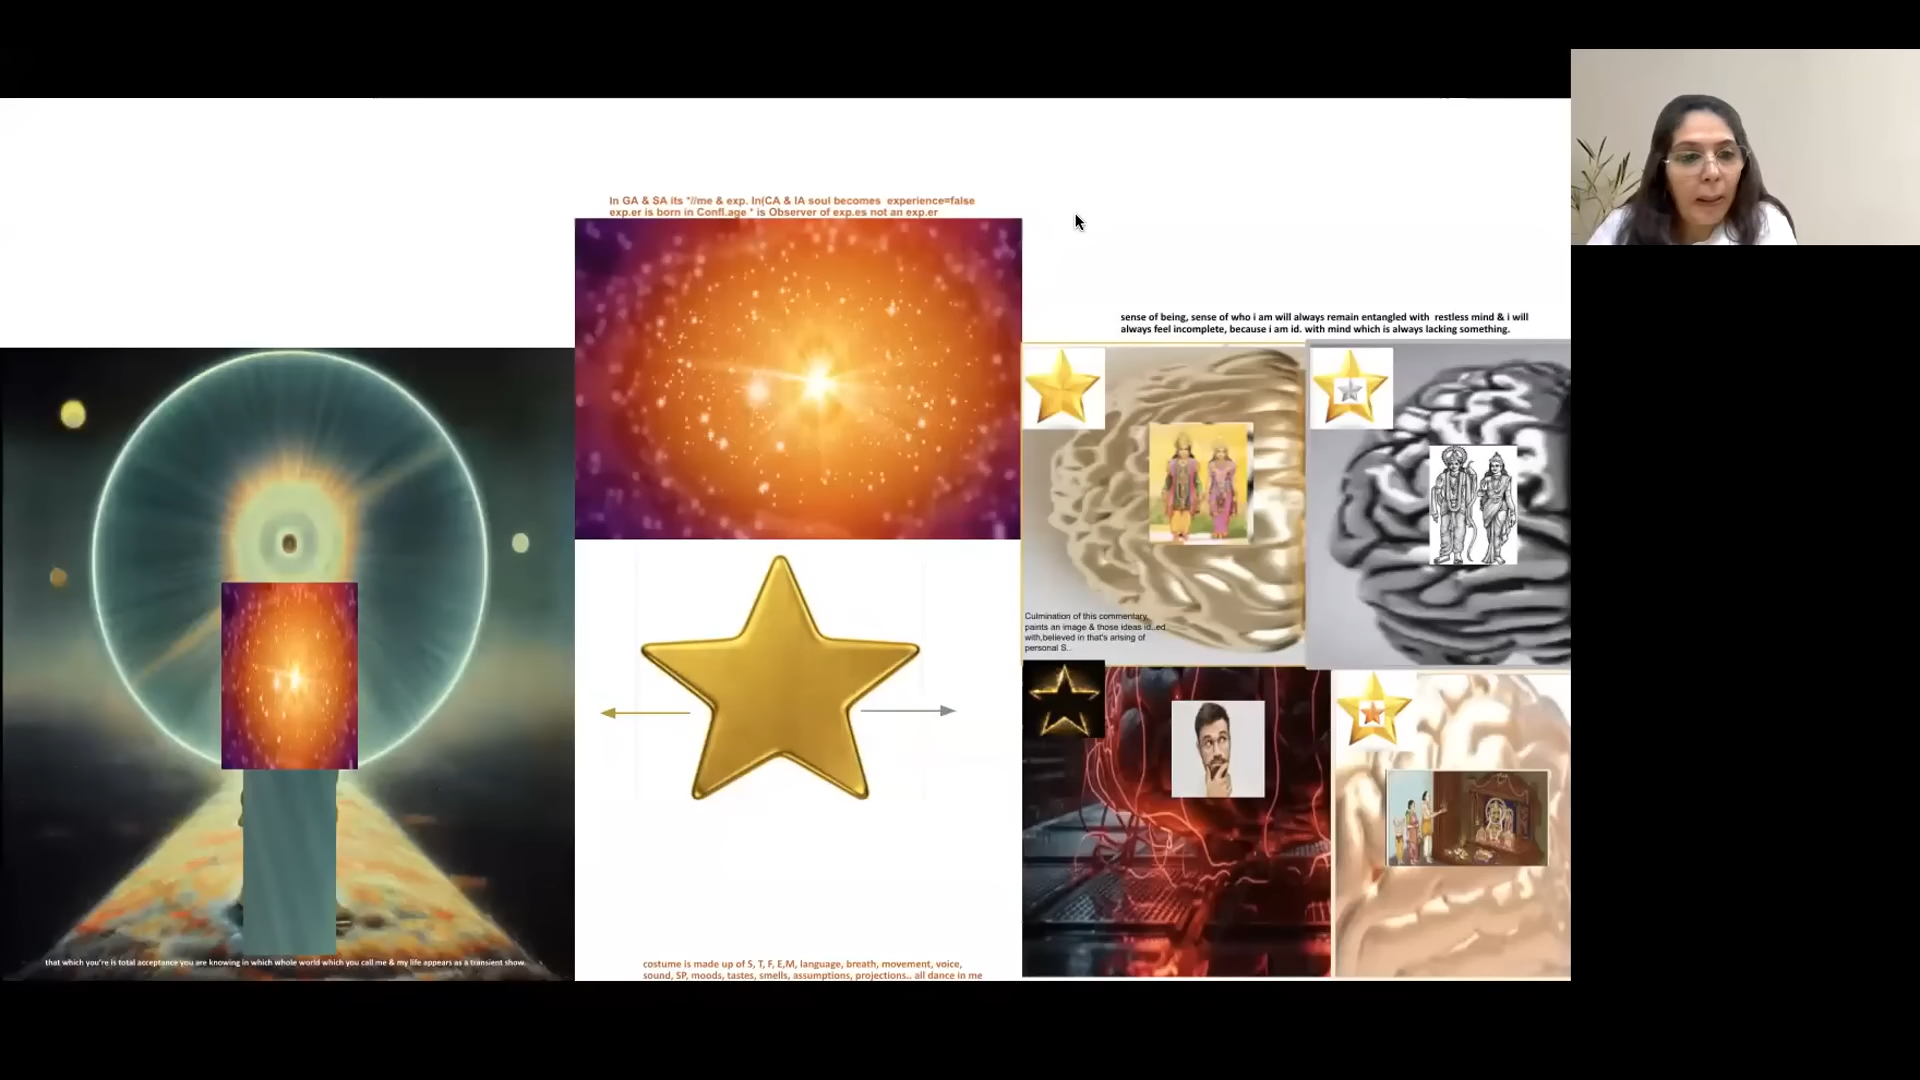 In GA & SA its *//me & exp. In(CA & IA soul becomes  experience=false
exp.er is born in Confl.age * is Observer of exp.es not an exp.er
sense of being, sense of who i am will always remain entangled with  restless mind & i will
always feel incomplete, because i am id. with mind which is always lacking something.
Culmination of this commentary,
paints an image & those ideas id..ed
with,believed in that's arising of
personal S..
that which you're is total acceptance you are knowing in which whole world which you call me & my life appears as a transient show.
costume is made up of S, T, F, E,M, language, breath, movement, voice,
sound, SP, moods, tastes, smells, assumptions, projections.. all dance in me